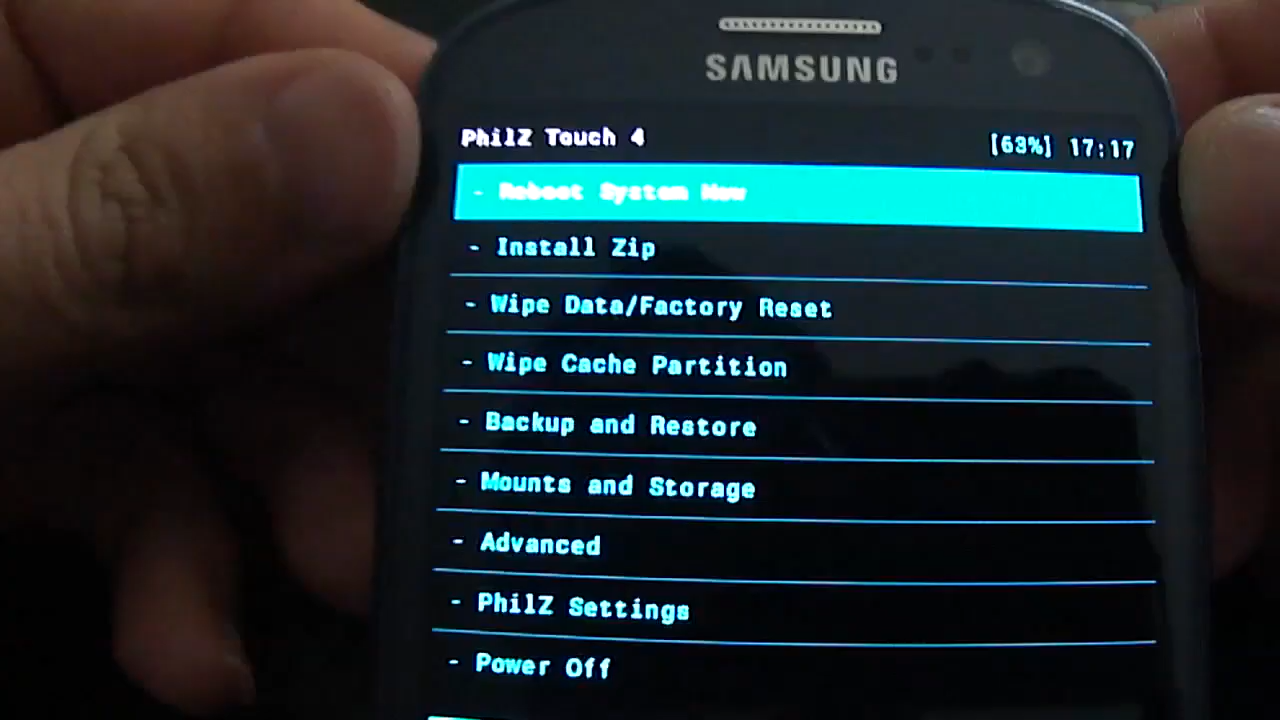 SAMSUNG
PhilZ Touch 4 [63%] 17:17
- Reboot System Now
- Install Zip
- Wipe Data/Factory Reset
- Wipe Cache Partition
- Backup and Restore
- Mounts and Storage
- Advanced
- PhilZ Settings
- Power Off